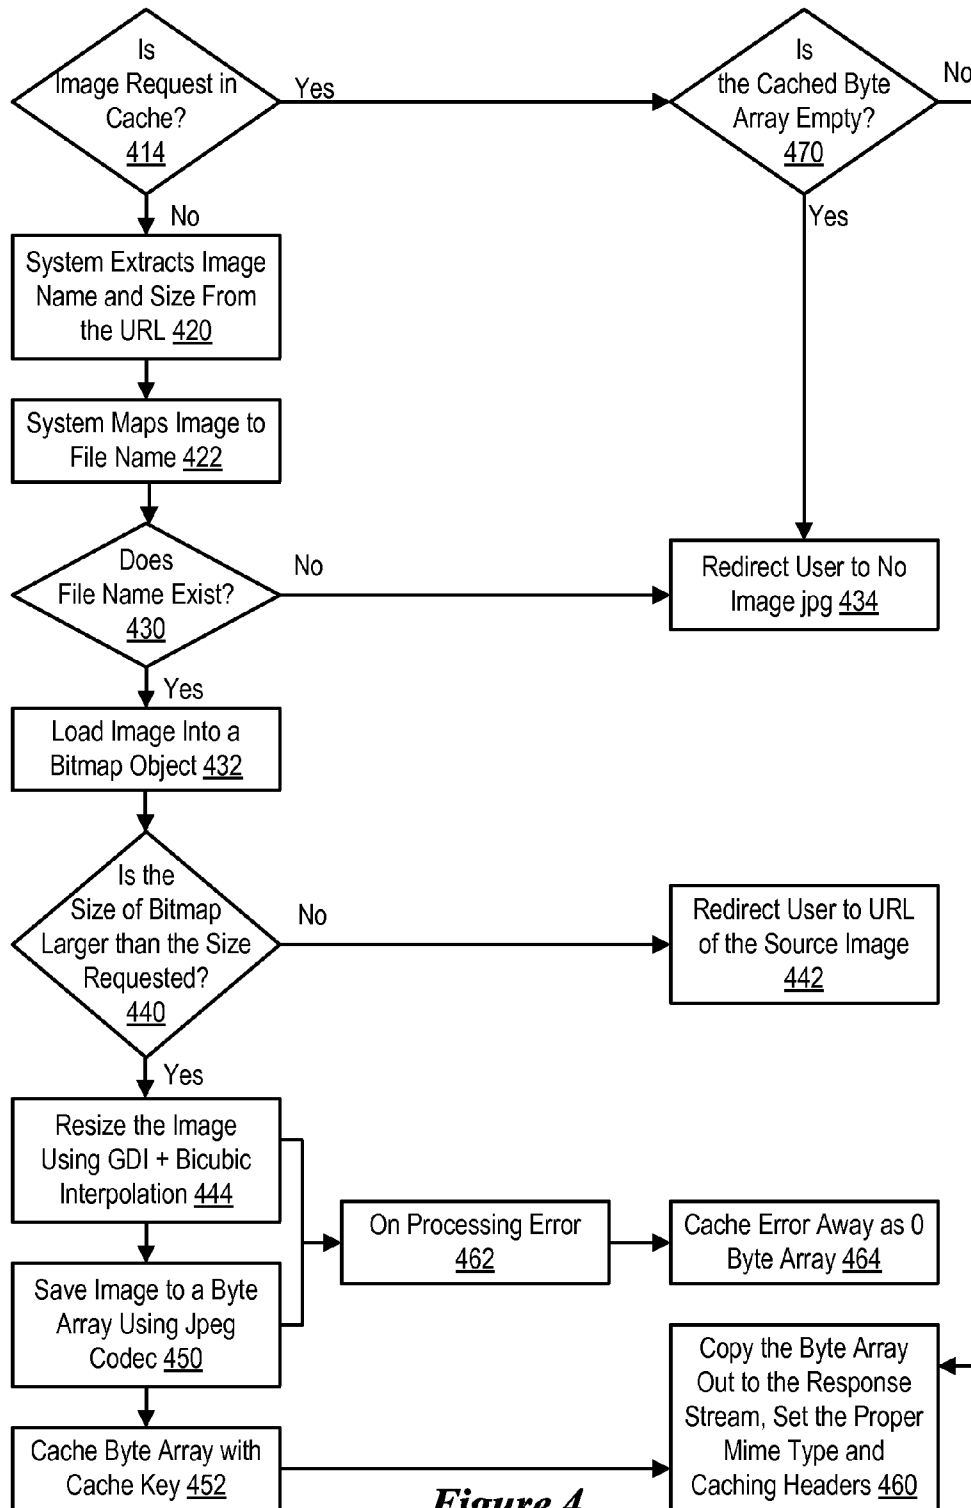 Is
Image Request in
Cache?
414
Yes
Is
the Cached Byte
Array Empty?
470
No
No
Yes
System Extracts Image
Name and Size From
the URL 420
System Maps Image to
File Name 422
Does
File Name Exist?
430
No
Redirect User to No
Image jpg 434
Yes
Load Image Into a
Bitmap Object 432
Is the
Size of Bitmap
Larger than the Size
Requested?
440
No
Redirect User to URL
of the Source Image
442
Yes
Resize the Image
Using GDI + Bicubic
Interpolation 444
On Processing Error
462
Cache Error Away as 0
Byte Array 464
Save Image to a Byte
Array Using Jpeg
Codec 450
Copy the Byte Array
Out to the Response
Stream, Set the Proper
Mime Type and
Caching Headers 460
Cache Byte Array with
Cache Key 452
Figure 4